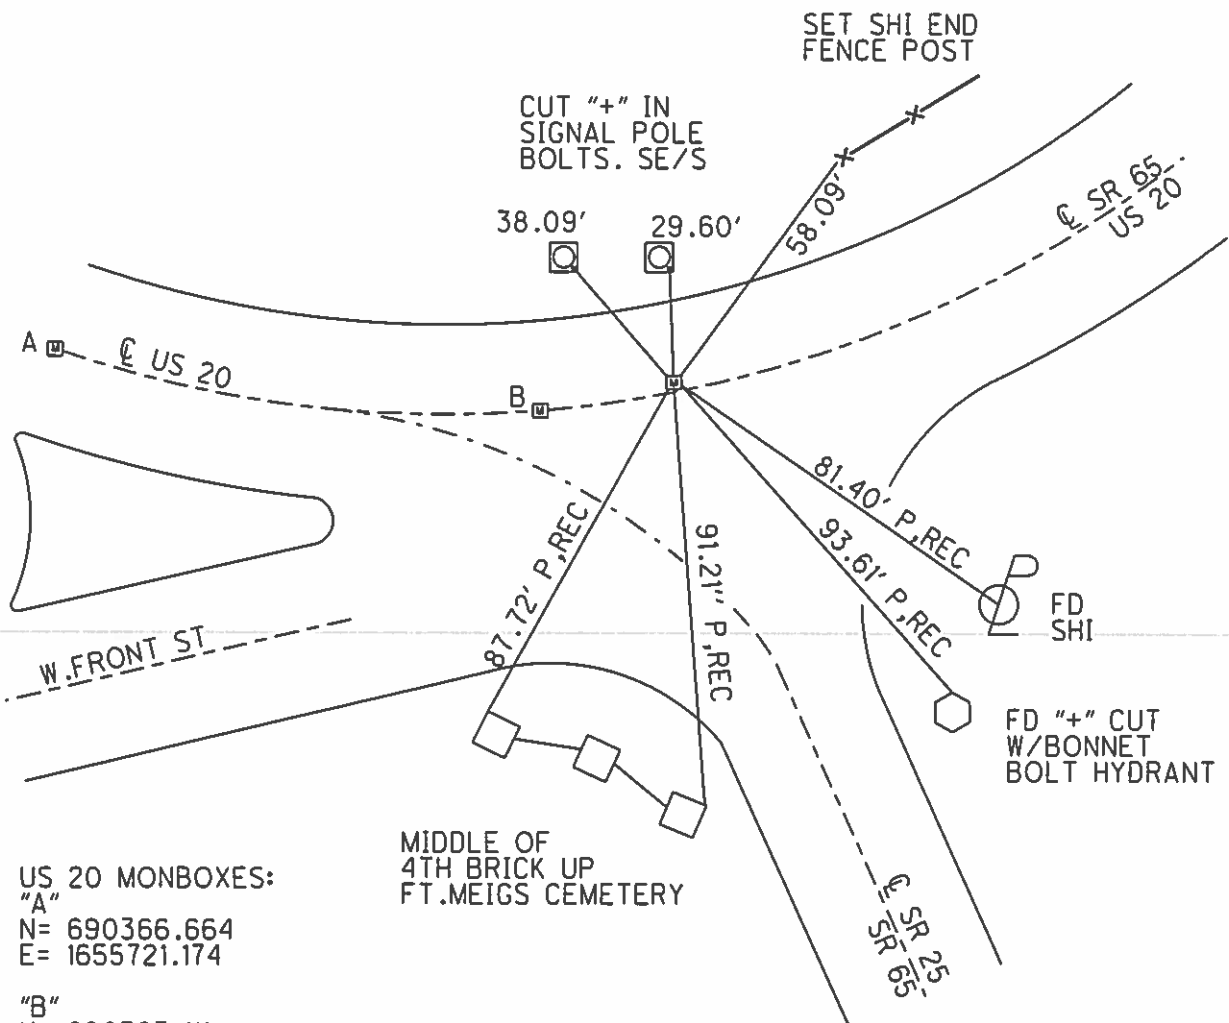 SET SHI END
FENCE POST
CUT "+" IN
SIGNAL POLE
BOLTS. SE/S
38.09'
29.60'
58.09'
℄ SR 65
US 20
A
℄ US 20
B
81.40' P,REC
93.61' P,REC
91.21'' P,REC
87.72' P,REC
FD
SHI
W.FRONT ST
FD "+" CUT
W/BONNET
BOLT HYDRANT
MIDDLE OF
4TH BRICK UP
FT.MEIGS CEMETERY
℄ SR 25
SR 65
US 20 MONBOXES:
"A"
N= 690366.664
E= 1655721.174
"B"